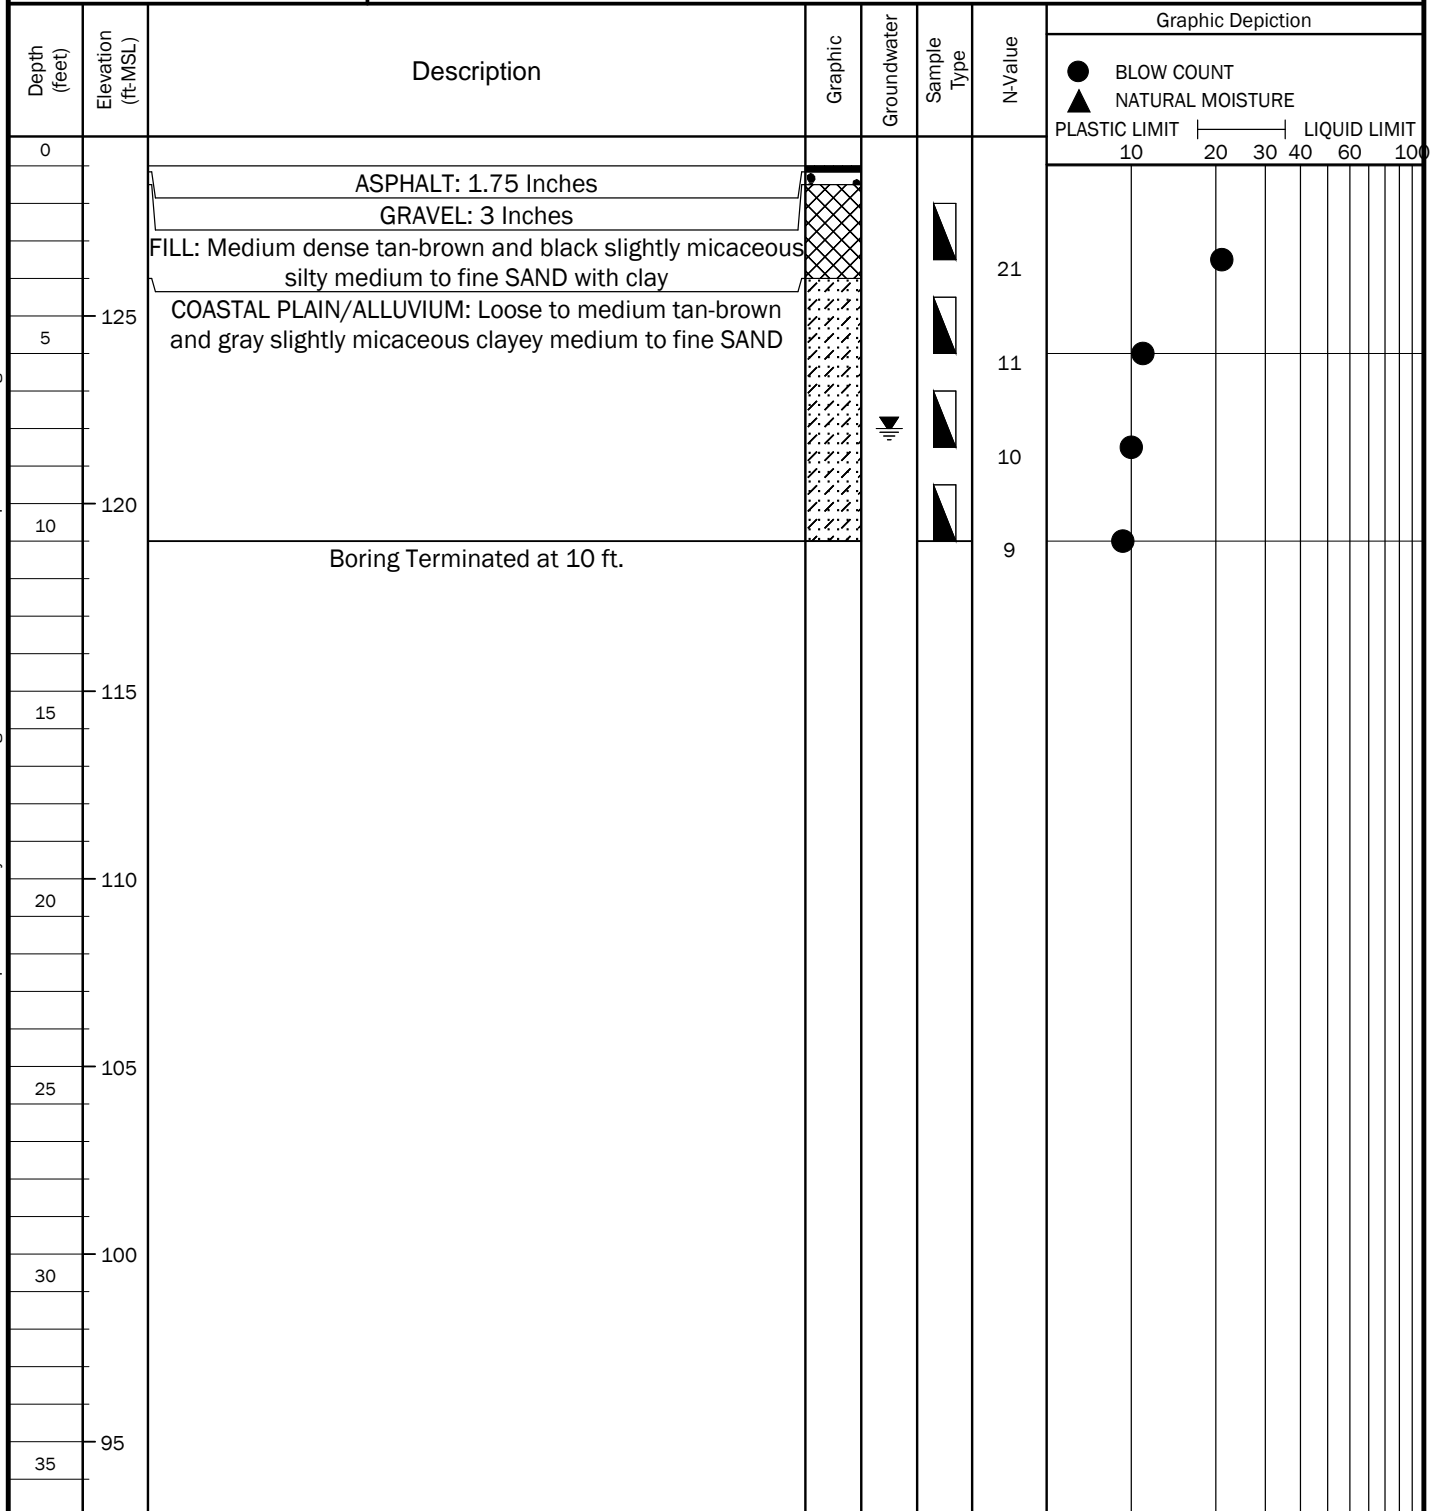 Graphic Depiction
Depth
(feet)
Elevation
(ft-MSL)
Description
Graphic
Groundwater
Sample
Type
N-Value
BLOW COUNT
NATURAL MOISTURE
PLASTIC LIMIT LIQUID LIMIT
10 20 30 40 60 100
0
ASPHALT: 1.75 Inches
GRAVEL: 3 Inches
FILL: Medium dense tan-brown and black slightly micaceous
silty medium to fine SAND with clay
21
COASTAL PLAIN/ALLUVIUM: Loose to medium tan-brown
125
5
and gray slightly micaceous clayey medium to fine SAND
11
10
120
10
9
Boring Terminated at 10 ft.
115
15
110
20
105
25
100
30
95
35